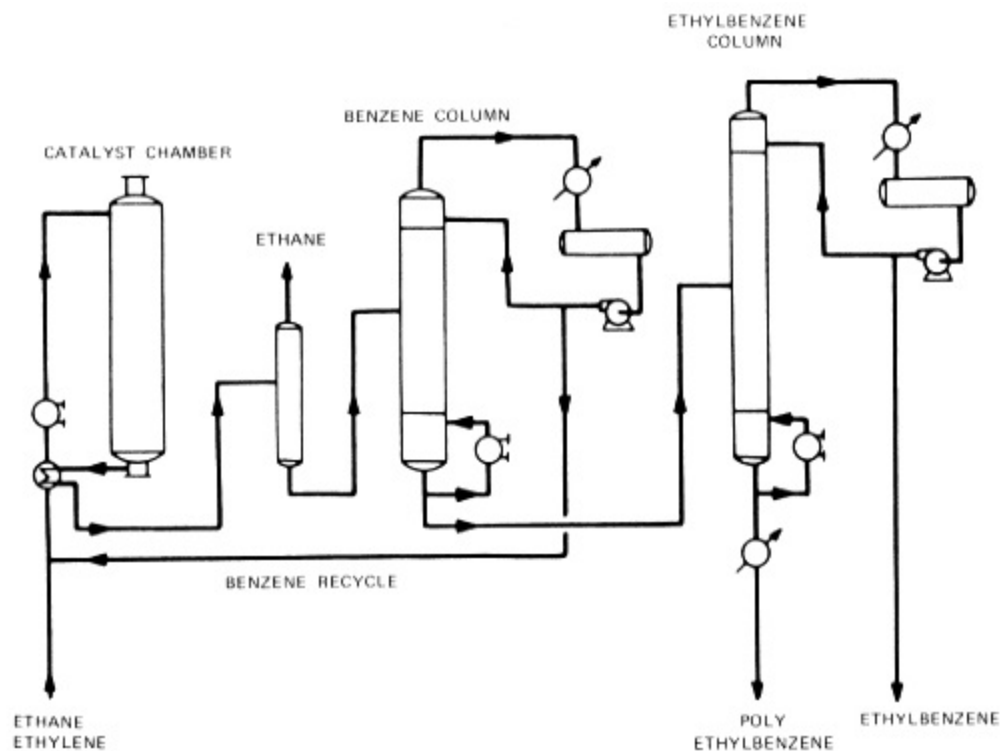 ETHYLBENZENE
COLUMN
BENZENE COLUMN
CATALYST CHAMBER
ETHANE
BENZENE RECYCLE
ETHANE
ETHYLENE
POLY
ETHYLBENZENE
ETHYLBENZENE